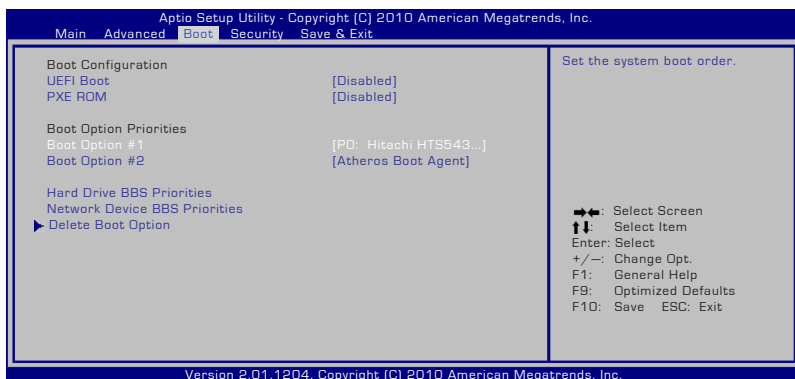 Aptio Setup Utility - Copyright (C) 2010 American Megatrends, Inc.
Main Advanced Boot Security Save & Exit
Boot Configuration
UEFI Boot [Disabled]
PXE ROM [Disabled]
Boot Option Priorities
Boot Option #1 [P0: Hitachi HTS543...]
Boot Option #2 [Atheros Boot Agent]
Hard Drive BBS Priorities
Network Device BBS Priorities
Delete Boot Option
Set the system boot order.
→←: Select Screen
↑↓: Select Item
Enter: Select
+/—: Change Opt.
F1: General Help
F9: Optimized Defaults
F10: Save ESC: Exit
Version 2.01.1204. Copyright (C) 2010 American Megatrends, Inc.